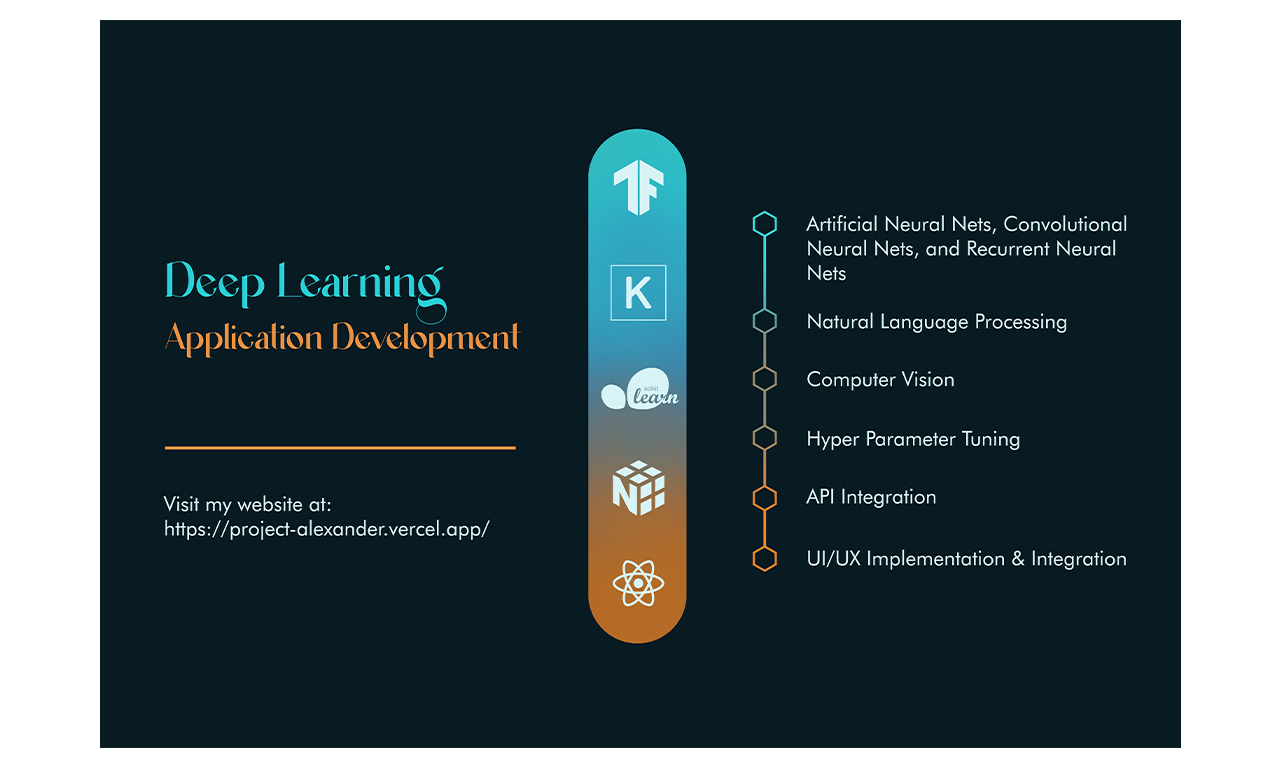 Deep Learning
Application Development
Visit my website at:
https://project-alexander.vercel.app/
TF
K
scikit
learn
N
Artificial Neural Nets, Convolutional
Neural Nets, and Recurrent Neural
Nets
Natural Language Processing
Computer Vision
Hyper Parameter Tuning
API Integration
UI/UX Implementation & Integration